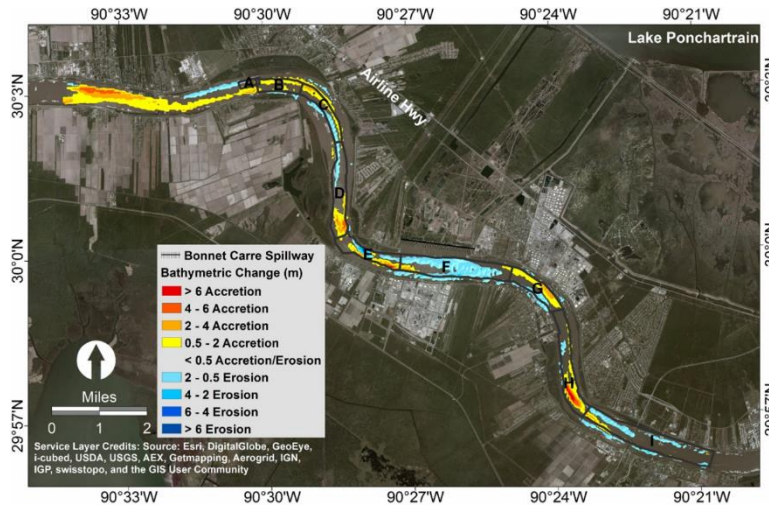 90°33'W 90°30'W 90°27'W 90°24'W 90°21'W
Lake Ponchartrain
30°3'N
Airline Hwy
A
B
C
D
E
F
G
H
I
30°0'N
29°57'N
Bonnet Carre Spillway
Bathymetric Change (m)
> 6 Accretion
4 - 6 Accretion
2 - 4 Accretion
0.5 - 2 Accretion
< 0.5 Accretion/Erosion
2 - 0.5 Erosion
4 - 2 Erosion
6 - 4 Erosion
> 6 Erosion
Miles
0 1 2
Service Layer Credits: Source: Esri, DigitalGlobe, GeoEye,
i-cubed, USDA, USGS, AEX, Getmapping, Aerogrid, IGN,
IGP, swisstopo, and the GIS User Community
29°57'N
90°33'W 90°30'W 90°27'W 90°24'W 90°21'W